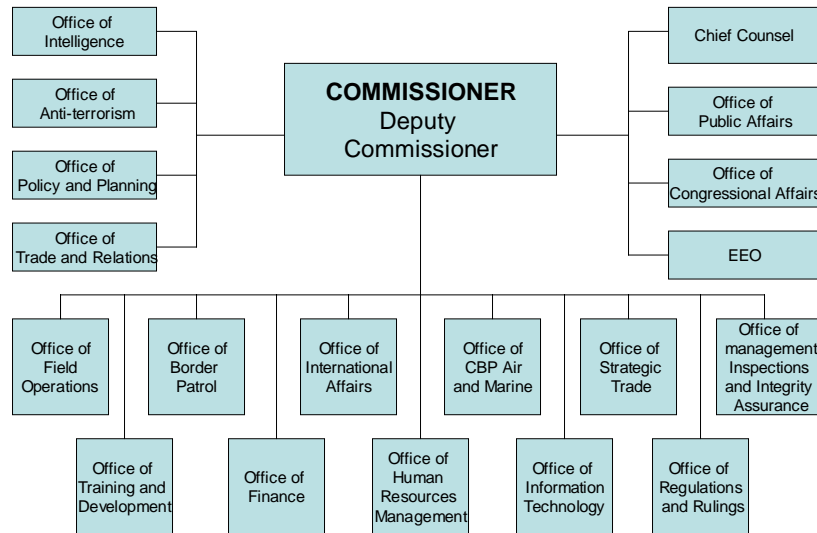 Office of
Intelligence
Office of
Anti-terrorism
Office of
Policy and Planning
Office of
Trade and Relations
COMMISSIONER
Deputy
Commissioner
Chief Counsel
Office of
Public Affairs
Office of
Congressional Affairs
EEO
Office of
Field
Operations
Office of
Border
Patrol
Office of
International
Affairs
Office of
CBP Air
and Marine
Office of
Strategic
Trade
Office of
management
Inspections
and Integrity
Assurance
Office of
Training and
Development
Office of
Finance
Office of
Human
Resources
Management
Office of
Information
Technology
Office of
Regulations
and Rulings